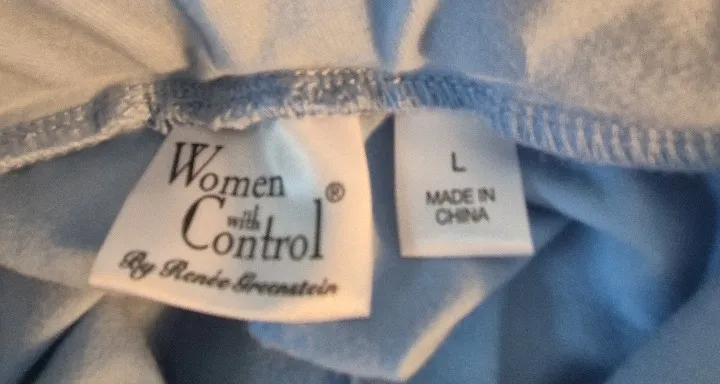 Women
with
Control®
By Renée Greenstein
L
MADE IN
CHINA